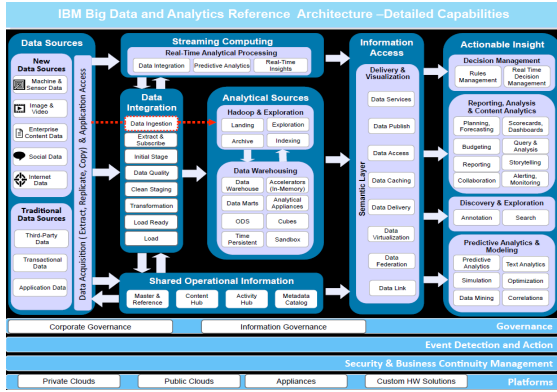 IBM Big Data and Analytics Reference Architecture –Detailed Capabilities
Data Sources
New
Data Sources
Machine &
Sensor Data
Image &
Video
Enterprise
Content Data
Social Data
Internet
Data
Traditional
Data Sources
Third-Party
Data
Transactional
Data
Application Data
Data Acquisition ( Extract, Replicate, Copy) & Application Access
Streaming Computing
Real-Time Analytical Processing
Data Integration
Predictive Analytics
Real-Time
Insights
Data
Integration
Data Ingestion
Extract &
Subscribe
Initial Stage
Data Quality
Clean Staging
Transformation
Load Ready
Load
Analytical Sources
Hadoop & Exploration
Landing
Exploration
Archive
Indexing
Data Warehousing
Data
Warehouse
Accelerators
(In-Memory)
Data Marts
Analytical
Appliances
ODS
Cubes
Time
Persistent
Sandbox
Shared Operational Information
Master &
Reference
Content
Hub
Activity
Hub
Metadata
Catalog
Information
Access
Delivery &
Visualization
Data Services
Data Publish
Data Access
Data Caching
Data Delivery
Data
Virtualization
Data
Federation
Data Link
Semantic Layer
Actionable Insight
Decision Management
Rules
Management
Real Time
Decision
Management
Reporting, Analysis
& Content Analytics
Planning,
Forecasting
Scorecards,
Dashboards
Budgeting
Query &
Analysis
Reporting
Storytelling
Collaboration
Alerting,
Monitoring
Discovery & Exploration
Annotation
Search
Predictive Analytics
& Modeling
Predictive
Analytics
Text Analytics
Simulation
Optimization
Data Mining
Correlations
Corporate Governance
Information Governance
Governance
Event Detection and Action
Security & Business Continuity Management
Private Clouds
Public Clouds
Appliances
Custom HW Solutions
Platforms